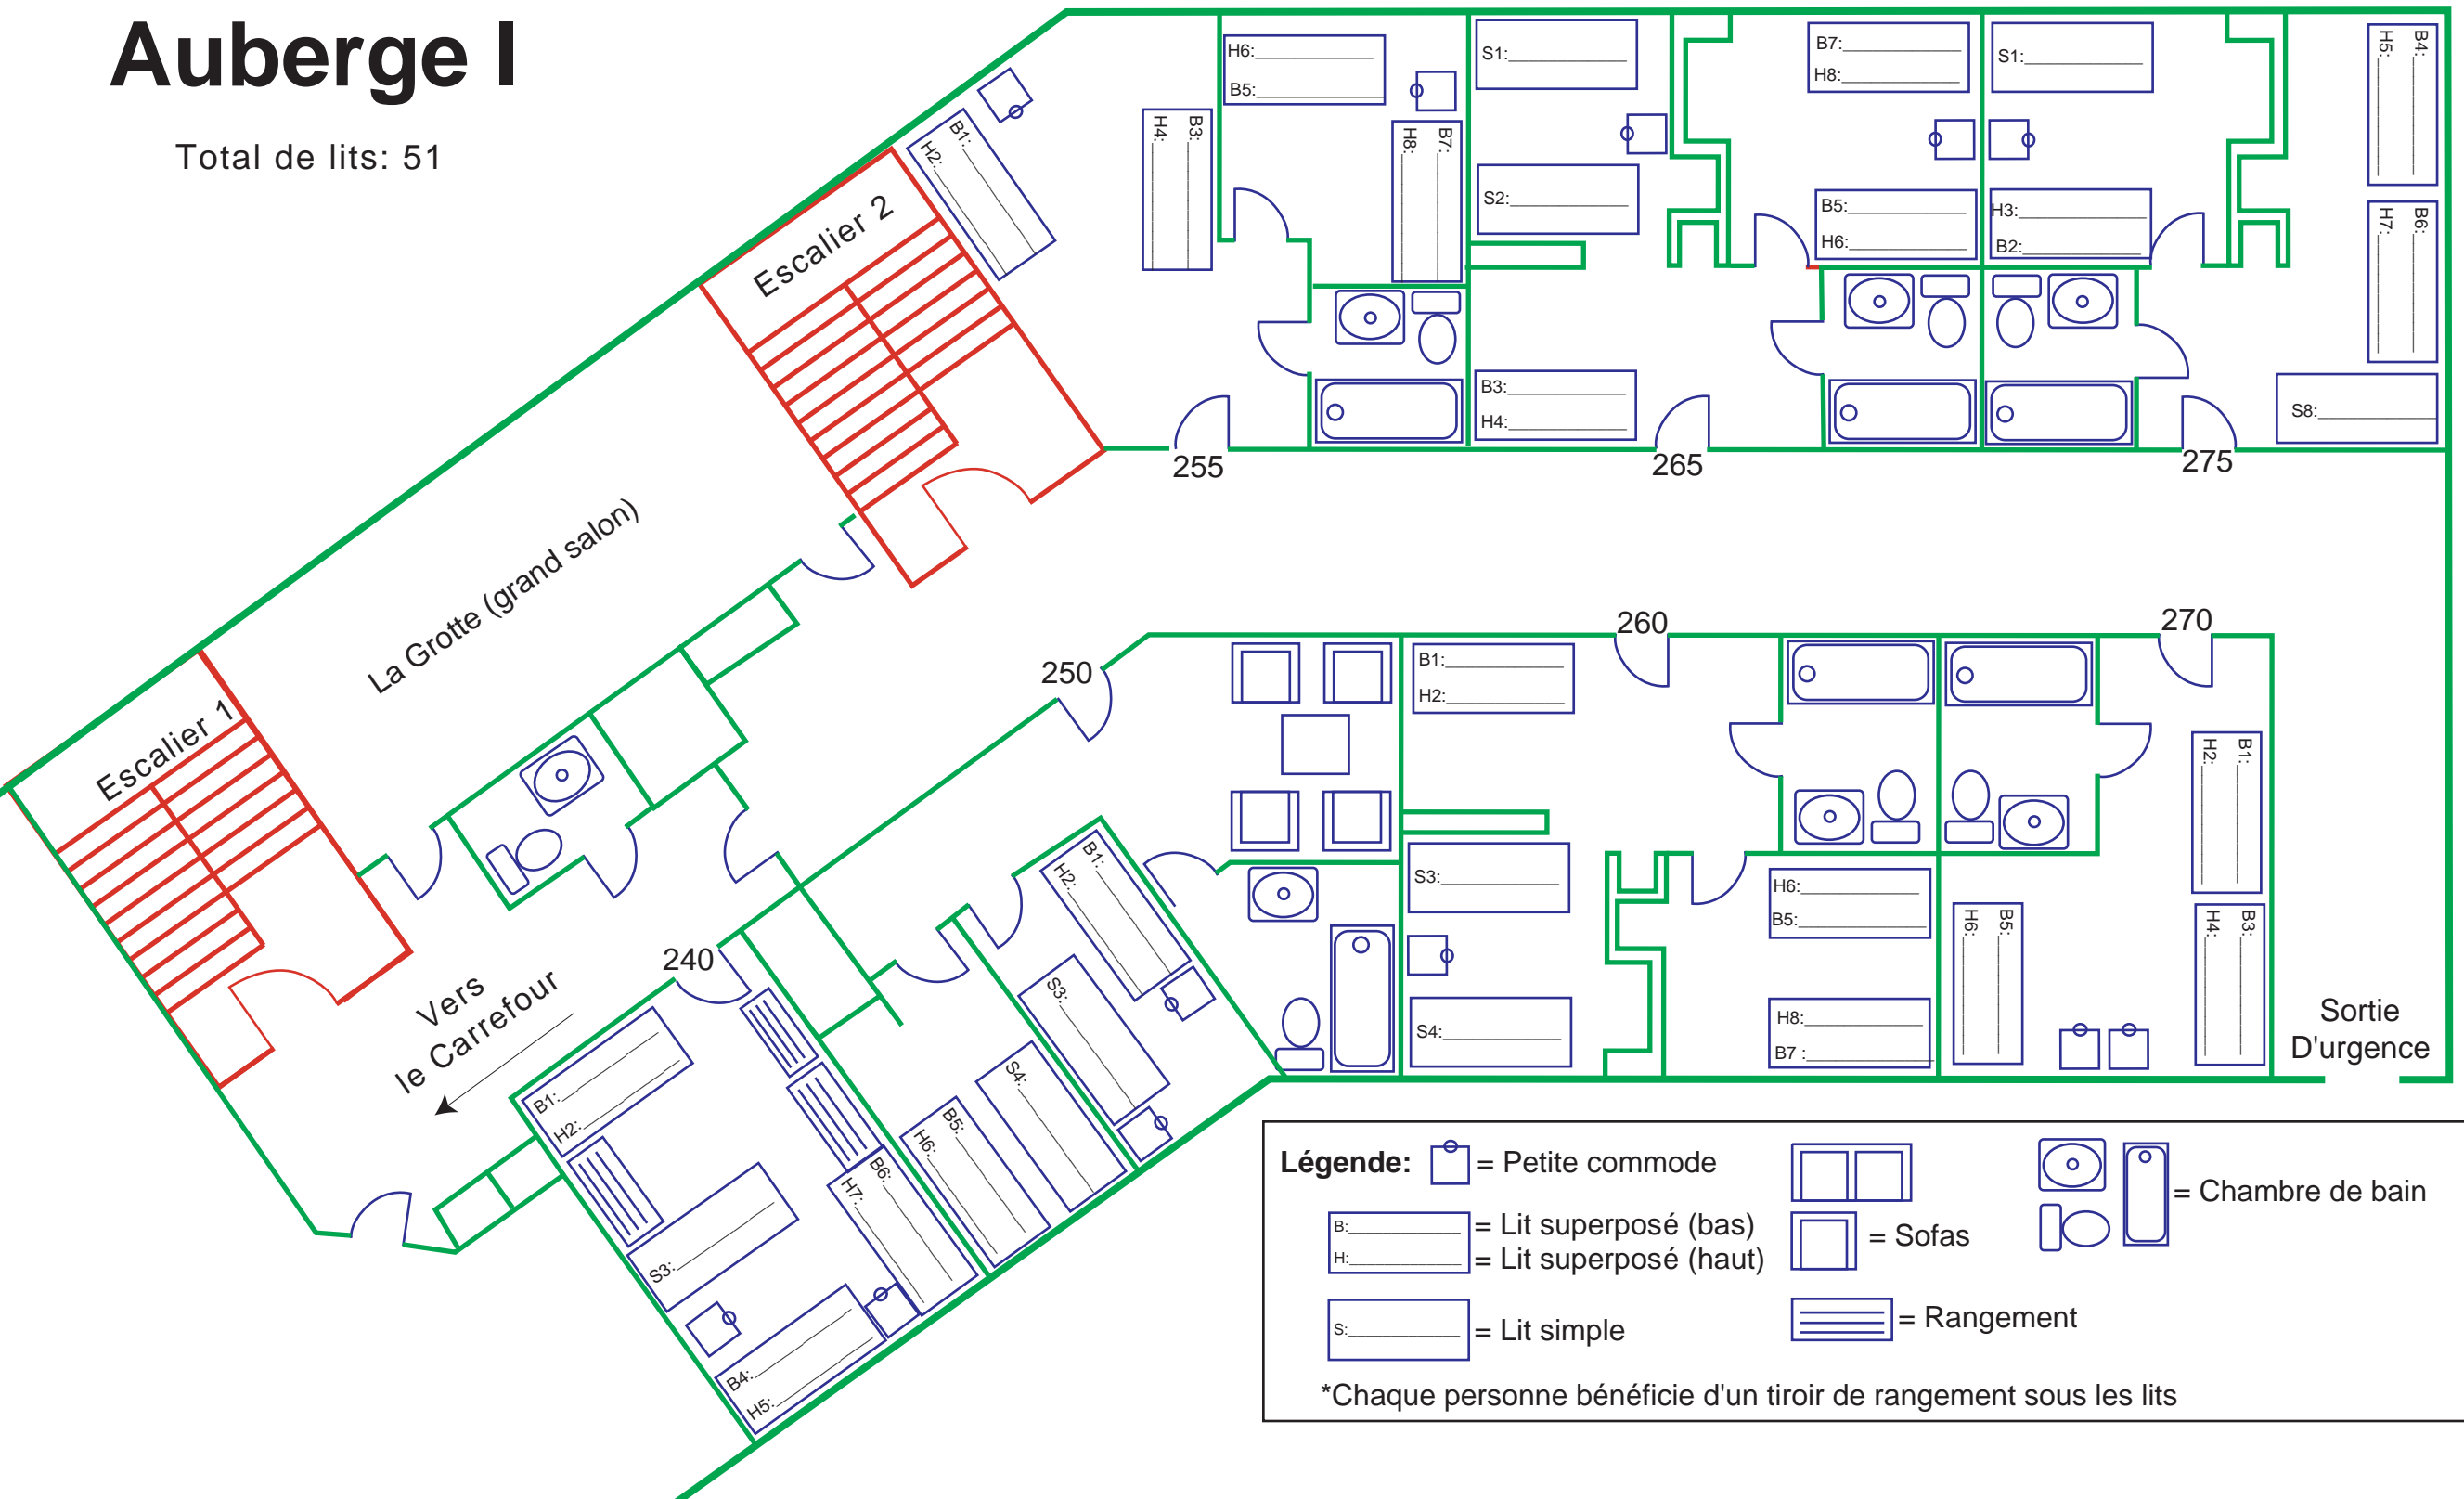 Auberge I
Total de lits: 51
Escalier 2
B1:
H2:
H4:
B3:
H6:
B5:
H8:
B7:
255
S1:
S2:
B3:
H4:
B7:
H8:
B5:
H6:
265
S1:
H3:
B2:
H5:
B4:
H7:
B6:
S8:
275
La Grotte (grand salon)
Escalier 1
Vers
le Carrefour
240
B1:
H2:
S3:
B4:
H5:
B6:
H7:
250
B1:
H2:
S3:
S4:
B5:
H6:
260
B1:
H2:
S3:
S4:
H6:
B5:
H8:
B7 :
270
H2:
B1:
H4:
B3:
H6:
B5:
Sortie
D'urgence
Légende:
= Petite commode
B:
= Lit superposé (bas)
H:
= Lit superposé (haut)
S:
= Lit simple
= Sofas
= Rangement
= Chambre de bain
*Chaque personne bénéficie d'un tiroir de rangement sous les lits